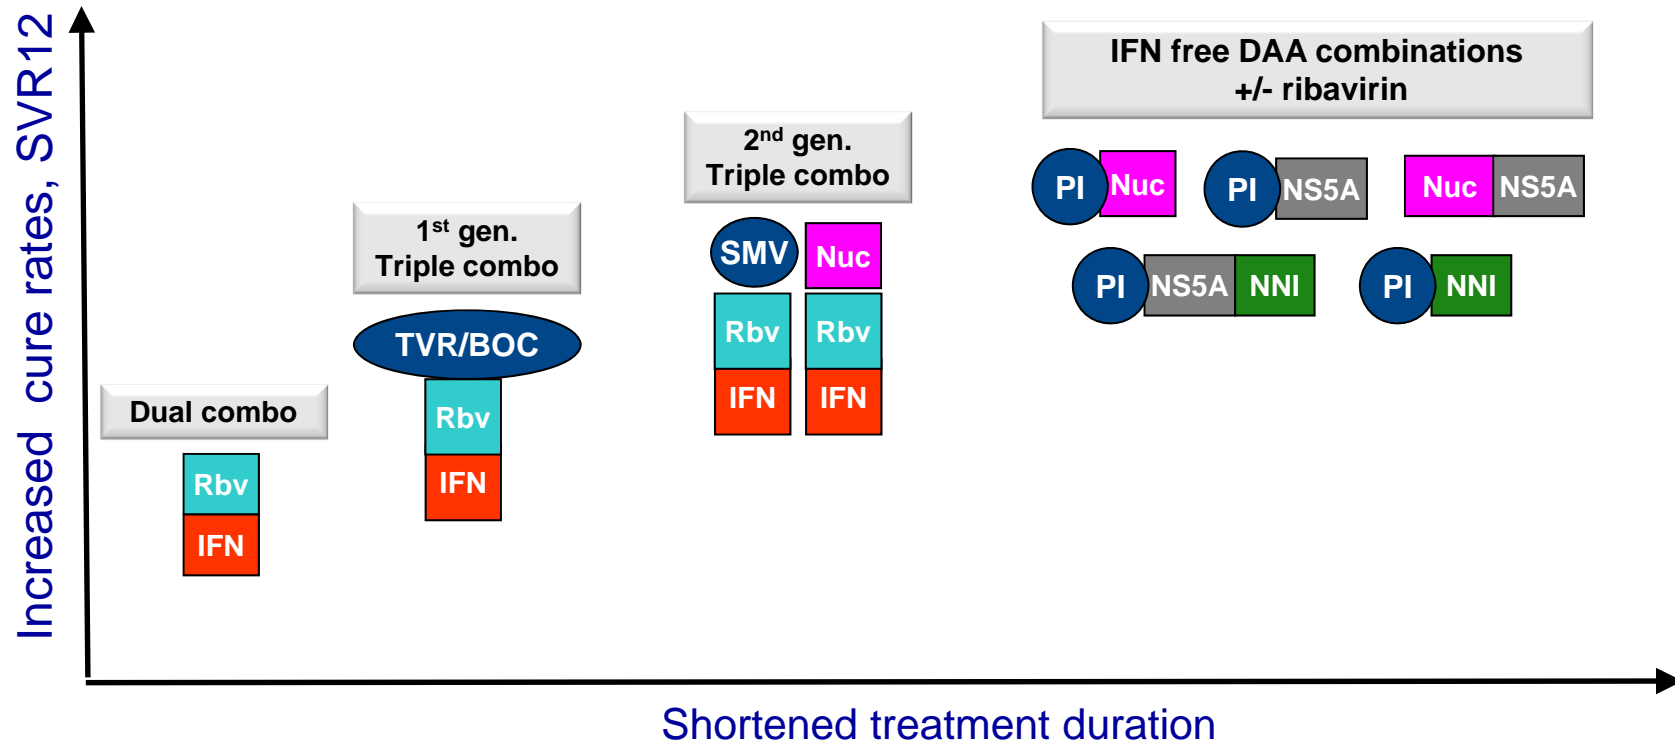 Increased cure rates, SVR12
Dual combo
Rbv
IFN
1st gen.
Triple combo
TVR/BOC
Rbv
IFN
2nd gen.
Triple combo
SMV Nuc
Rbv Rbv
IFN IFN
IFN free DAA combinations
+/- ribavirin
PI Nuc PI NS5A Nuc NS5A
PI NS5A NNI PI NNI
Shortened treatment duration